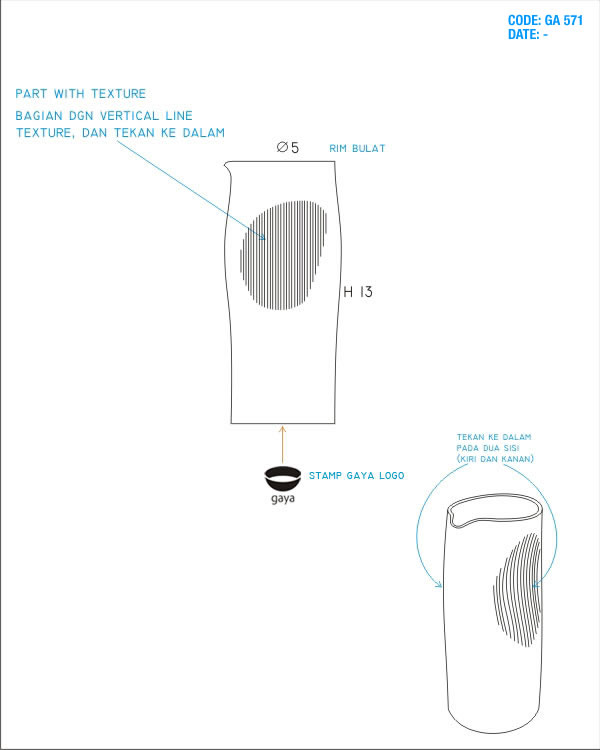 CODE: GA 571
DATE: -
PART WITH TEXTURE
BAGIAN DGN VERTICAL LINE
TEXTURE, DAN TEKAN KE DALAM
Ø5
RIM BULAT
H 13
STAMP GAYA LOGO
gaya
TEKAN KE DALAM
PADA DUA SISI
(KIRI DAN KANAN)